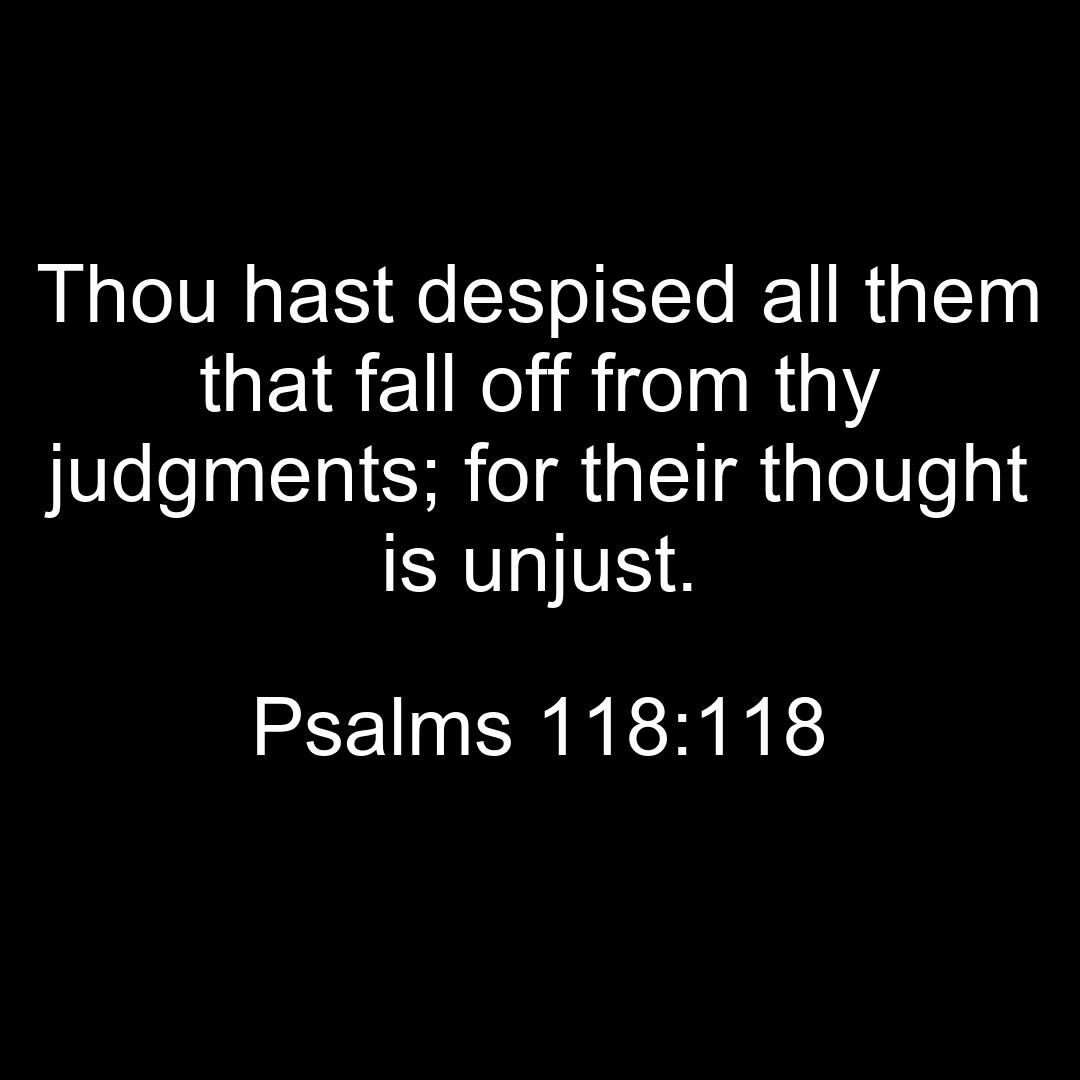 Thou hast despised all them
that fall off from thy
judgments; for their thought
is unjust.
Psalms 118:118